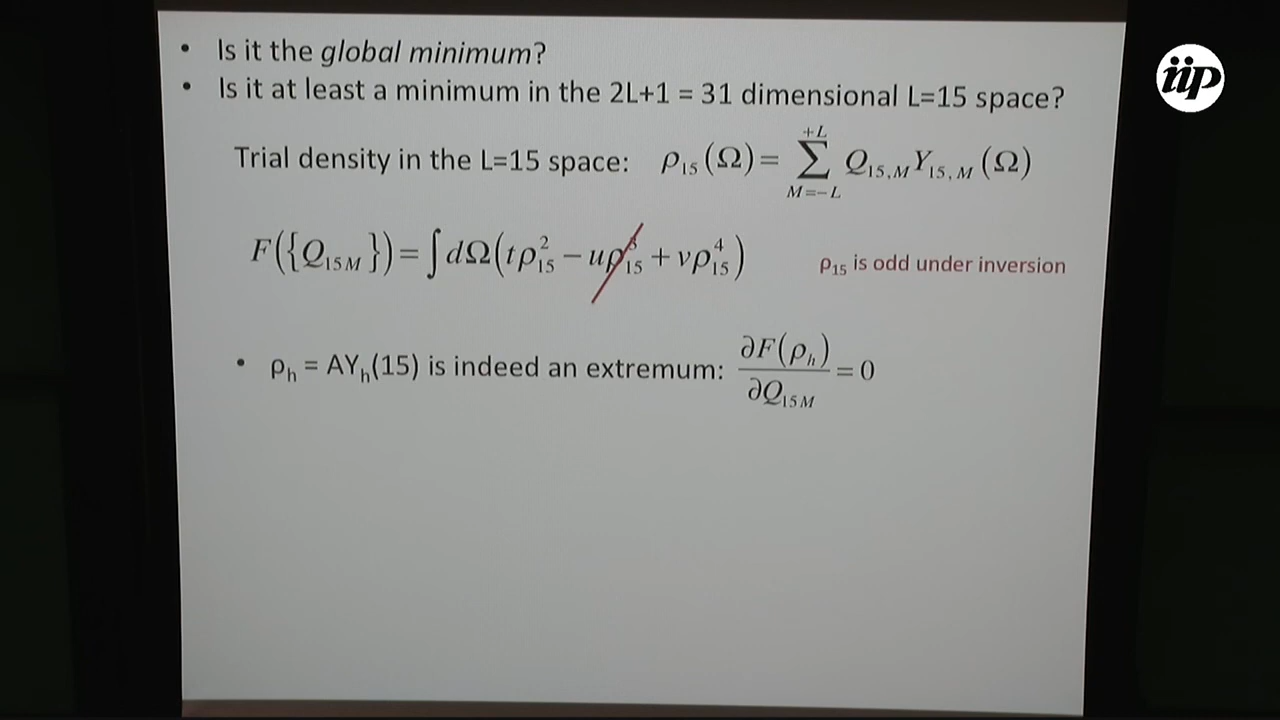 • Is it the global minimum?
• Is it at least a minimum in the 2L+1 = 31 dimensional L=15 space?
Trial density in the L=15 space: ρ₁₅(Ω) = ∑_{M=−L}^{+L} Q₁₅,M Y₁₅,M(Ω)
F({Q₁₅M}) = ∫dΩ(tρ₁₅² − uρ₁₅³ + vρ₁₅⁴)
ρ₁₅ is odd under inversion
• ρₕ = AYₕ(15) is indeed an extremum: ∂F(ρₕ)/∂Q₁₅M = 0
iip